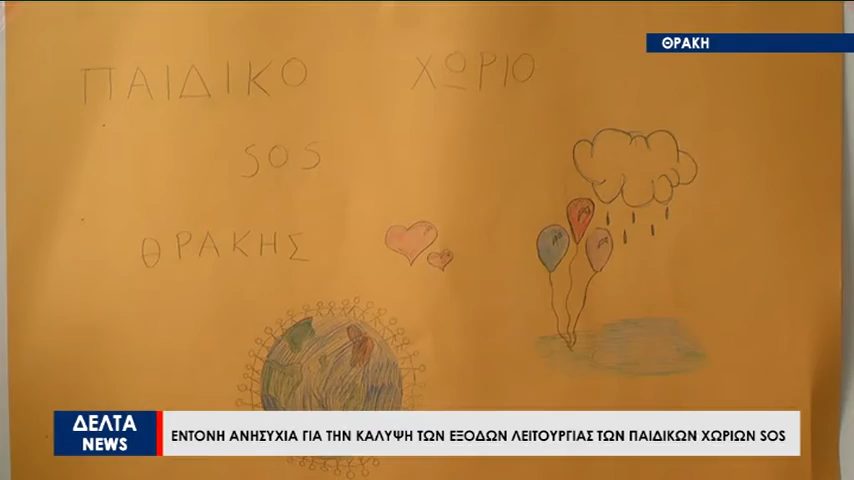 ΘΡΑΚΗ
ΠΑΙΔΙΚΟ ΧΩΡΙΟ
SOS
ΘΡΑΚΗΣ
ΔΕΛΤΑ NEWS
ΕΝΤΟΝΗ ΑΝΗΣΥΧΙΑ ΓΙΑ ΤΗΝ ΚΑΛΥΨΗ ΤΩΝ ΕΞΟΔΩΝ ΛΕΙΤΟΥΡΓΙΑΣ ΤΩΝ ΠΑΙΔΙΚΩΝ ΧΩΡΙΩΝ SOS